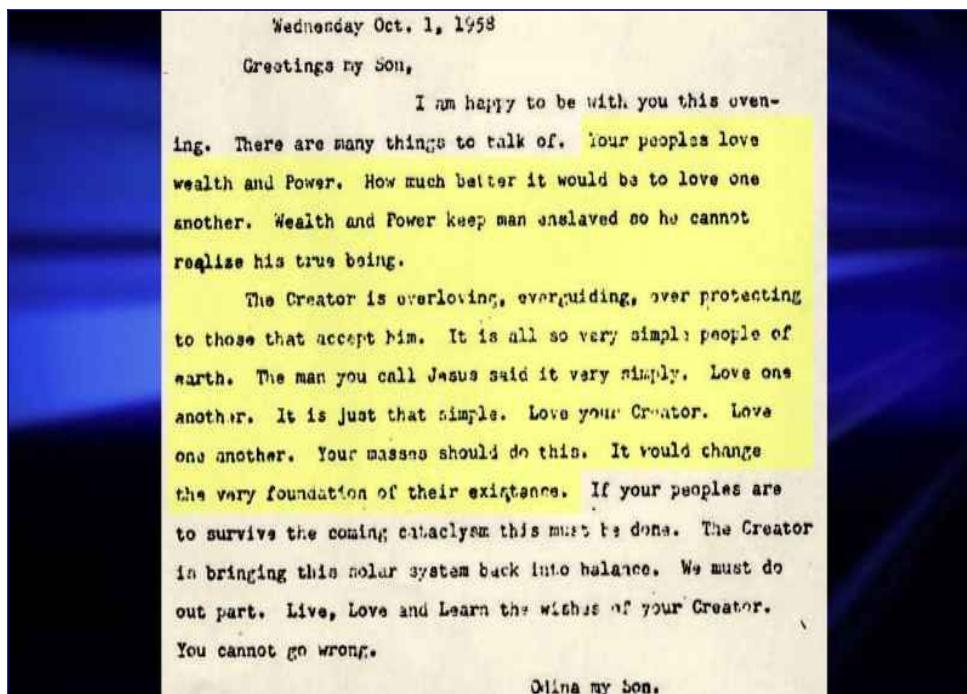 Wednesday Oct. 1, 1958
Greetings my Son,
I am happy to be with you this even-
ing. There are many things to talk of. Your peoples love
wealth and Power. How much better it would be to love one
another. Wealth and Power keep man enslaved so he cannot
realize his true being.
The Creator is everloving, everguiding, ever protecting
to those that accept him. It is all so very simple people of
earth. The man you call Jesus said it very simply. Love one
another. It is just that simple. Love your Creator. Love
one another. Your masses should do this. It would change
the very foundation of their existance. If your peoples are
to survive the coming cataclysm this must be done. The Creator
is bringing this solar system back into balance. We must do
out part. Live, Love and Learn the wishes of your Creator.
You cannot go wrong.
Odina my Son.